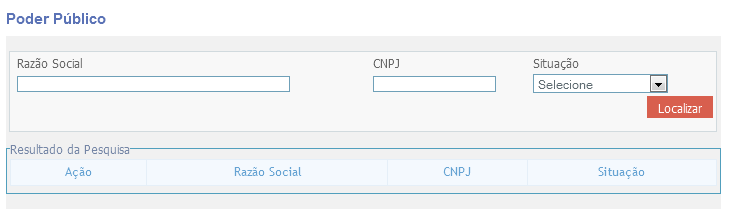 Poder Público
Razão Social CNPJ Situação
Selecione
Localizar
Resultado da Pesquisa
Ação Razão Social CNPJ Situação